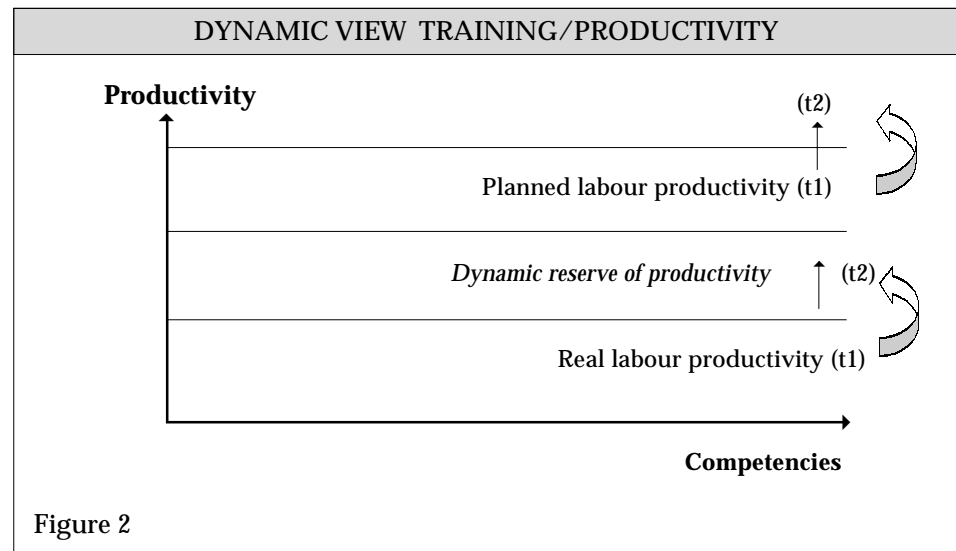 DYNAMIC VIEW TRAINING/PRODUCTIVITY
Productivity
(t2)
Planned labour productivity (t1)
Dynamic reserve of productivity
(t2)
Real labour productivity (t1)
Competencies
Figure 2